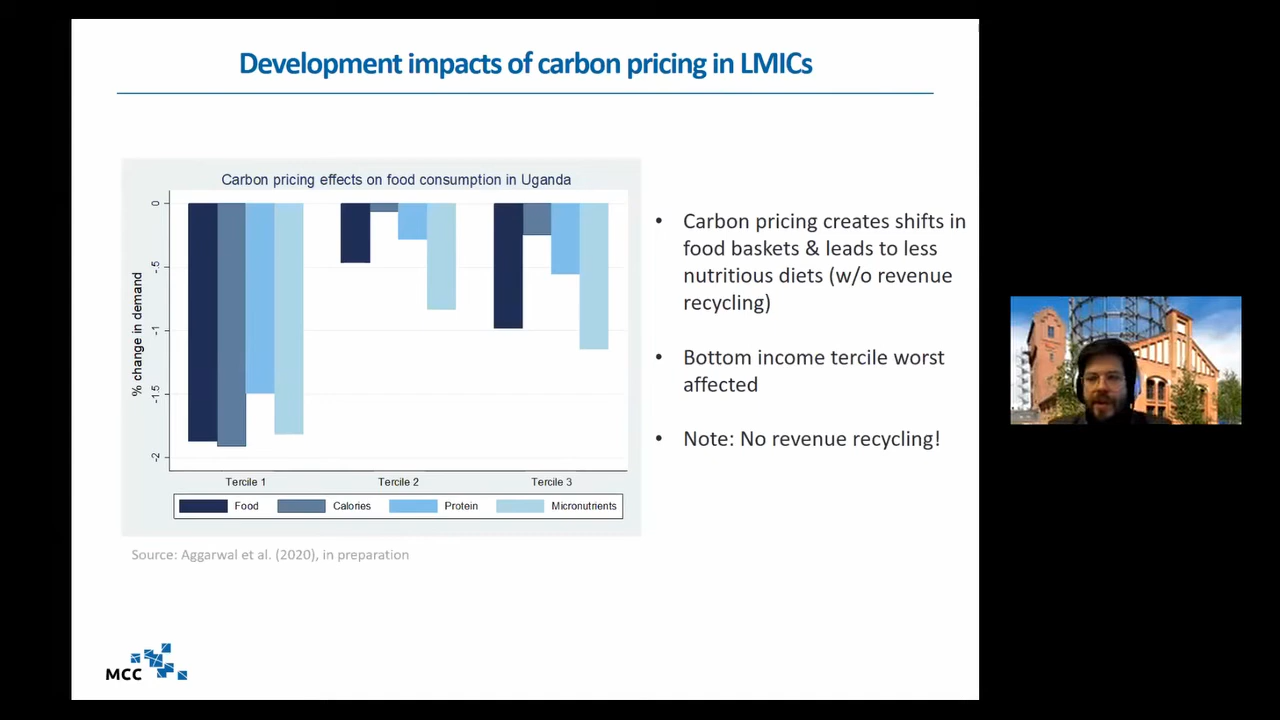 Development impacts of carbon pricing in LMICs
Carbon pricing effects on food consumption in Uganda
% change in demand
0
-.5
-1
-1.5
-2
Tercile 1
Tercile 2
Tercile 3
Food
Calories
Protein
Micronutrients
Source: Aggarwal et al. (2020), in preparation
• Carbon pricing creates shifts in
food baskets & leads to less
nutritious diets (w/o revenue
recycling)
• Bottom income tercile worst
affected
• Note: No revenue recycling!
MCC